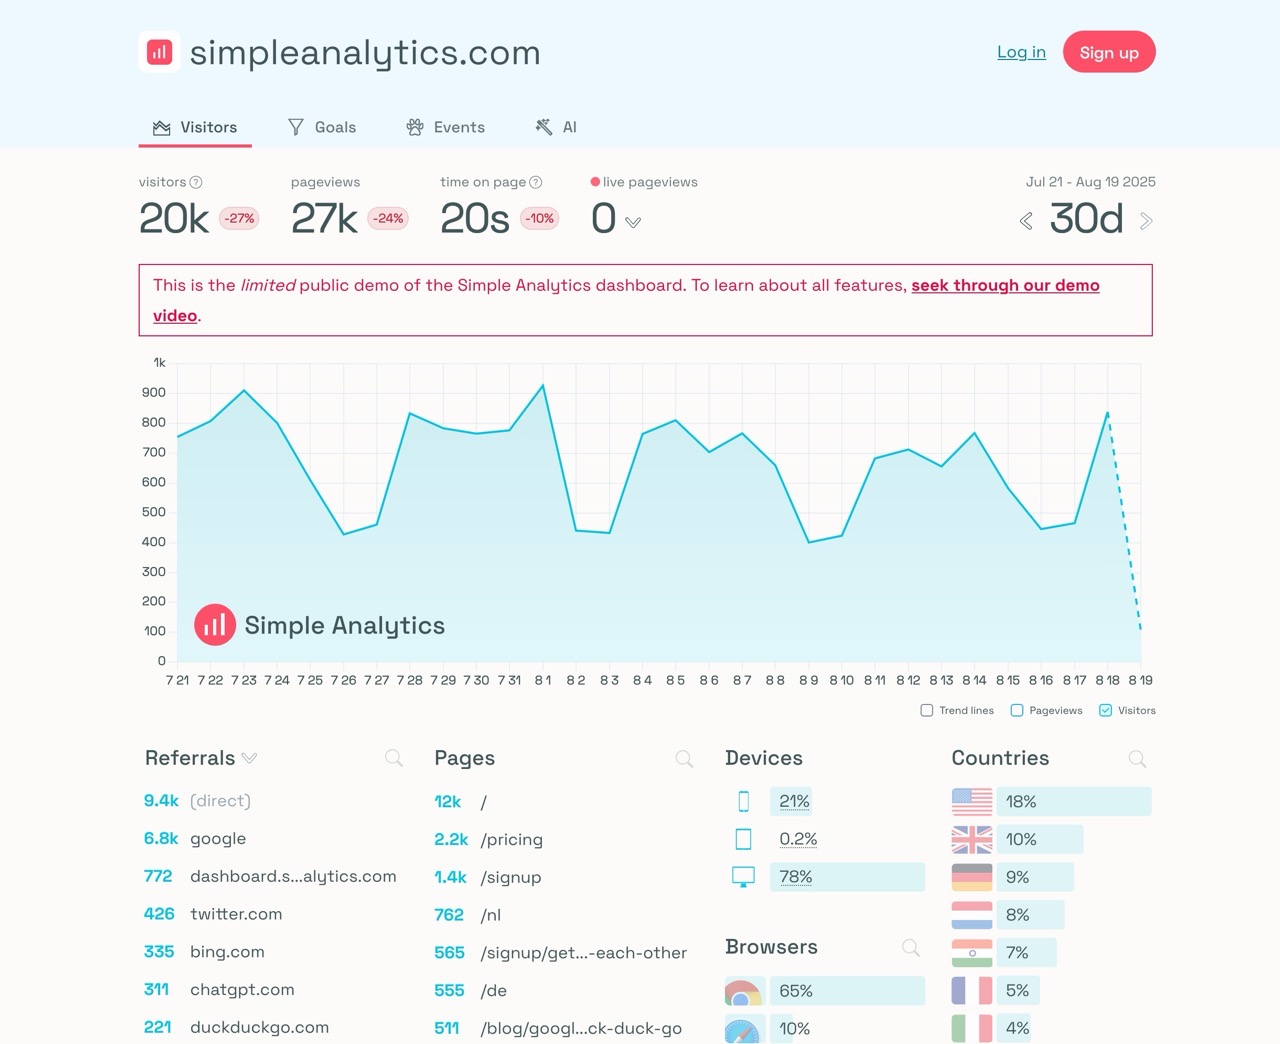 simpleanalytics.com
Log in
Sign up
Visitors
Goals
Events
AI
visitors
20k -27%
pageviews
27k -24%
time on page
20s -10%
live pageviews
0
Jul 21 - Aug 19 2025
30d
This is the limited public demo of the Simple Analytics dashboard. To learn about all features, seek through our demo
video.
1k
900
800
700
600
500
400
300
200
100
0
Simple Analytics
7 21 7 22 7 23 7 24 7 25 7 26 7 27 7 28 7 29 7 30 7 31 8 1 8 2 8 3 8 4 8 5 8 6 8 7 8 8 8 9 8 10 8 11 8 12 8 13 8 14 8 15 8 16 8 17 8 18 8 19
Trend lines
Pageviews
Visitors
Referrals
9.4k (direct)
6.8k google
772 dashboard.s...alytics.com
426 twitter.com
335 bing.com
311 chatgpt.com
221 duckduckgo.com
Pages
12k /
2.2k /pricing
1.4k /signup
762 /nl
565 /signup/get...-each-other
555 /de
511 /blog/googl...ck-duck-go
Devices
21%
0.2%
78%
Browsers
65%
10%
Countries
18%
10%
9%
8%
7%
5%
4%